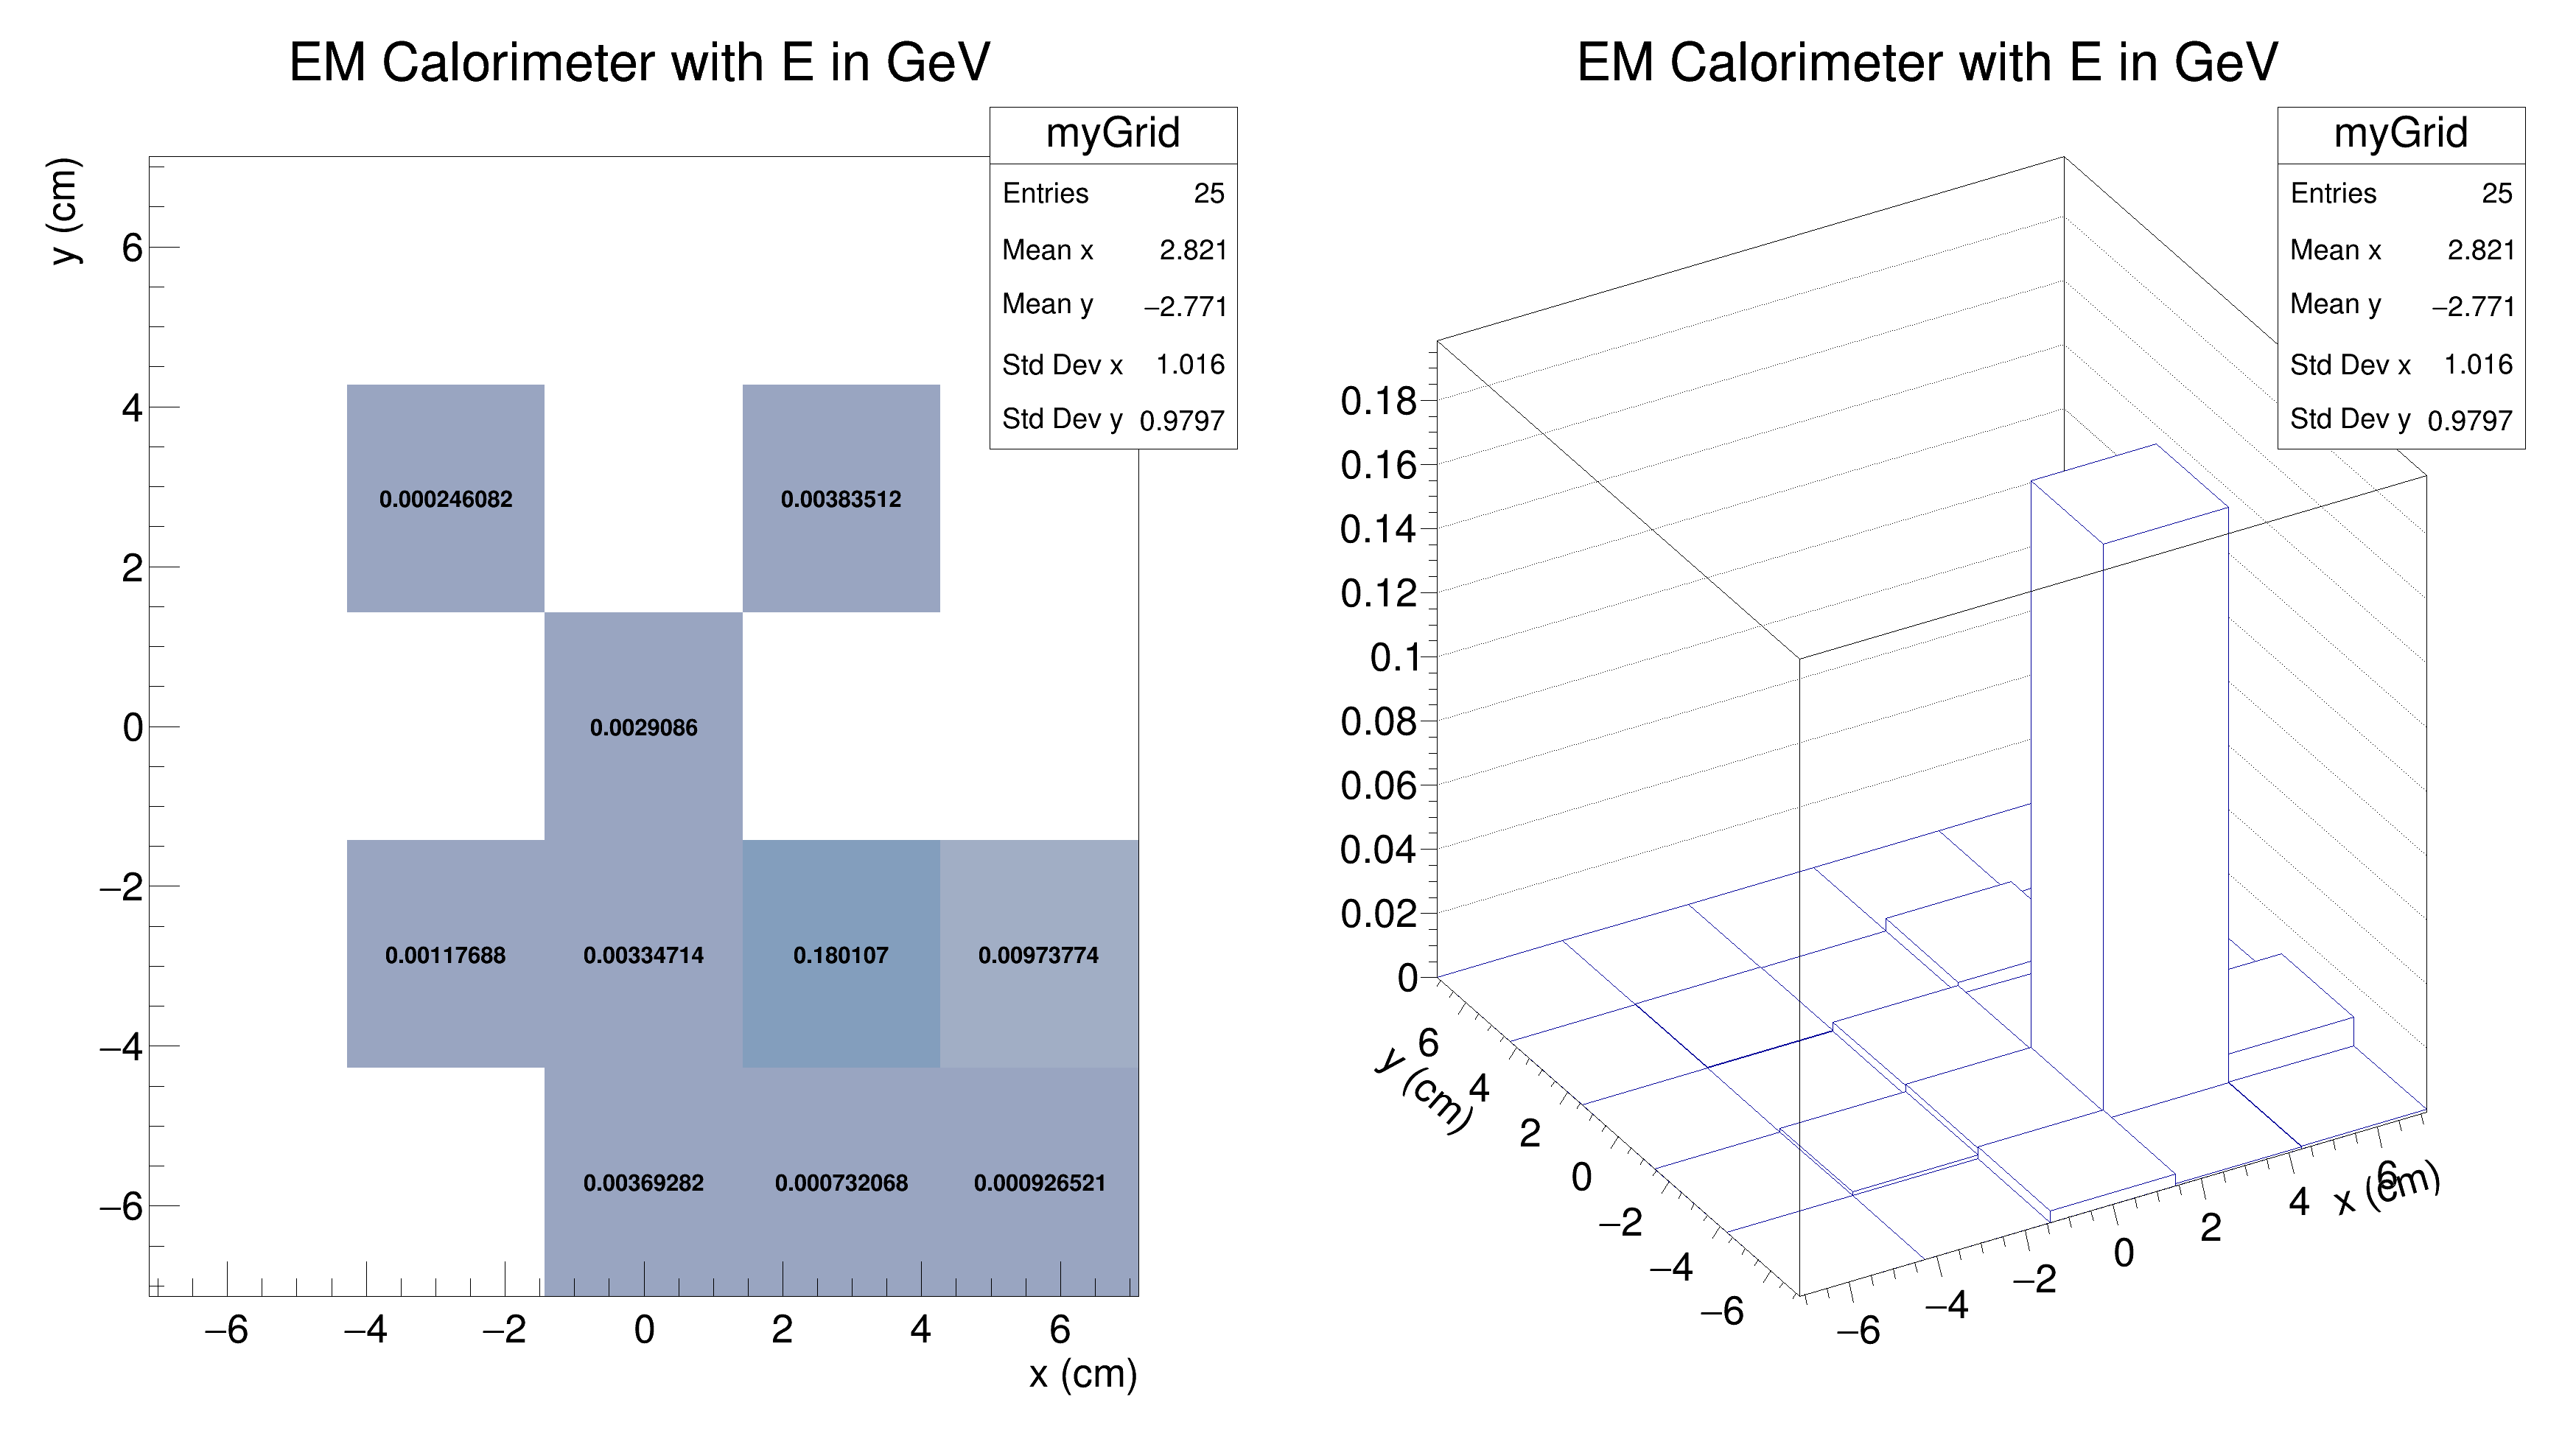 EM Calorimeter with E in GeV
myGrid
Entries 25
Mean x 2.821
Mean y −2.771
Std Dev x 1.016
Std Dev y 0.9797
y (cm)
6
4
2
0
−2
−4
−6
0.000246082 0.00383512
0.0029086
0.00117688 0.00334714 0.180107 0.00973774
0.00369282 0.000732068 0.000926521
−6 −4 −2 0 2 4 6
x (cm)
EM Calorimeter with E in GeV
myGrid
Entries 25
Mean x 2.821
Mean y −2.771
Std Dev x 1.016
Std Dev y 0.9797
0.18
0.16
0.14
0.12
0.1
0.08
0.06
0.04
0.02
0
y (cm)
6
4
2
0
−2
−4
−6
−6
−4
−2
0
2
4
6
x (cm)